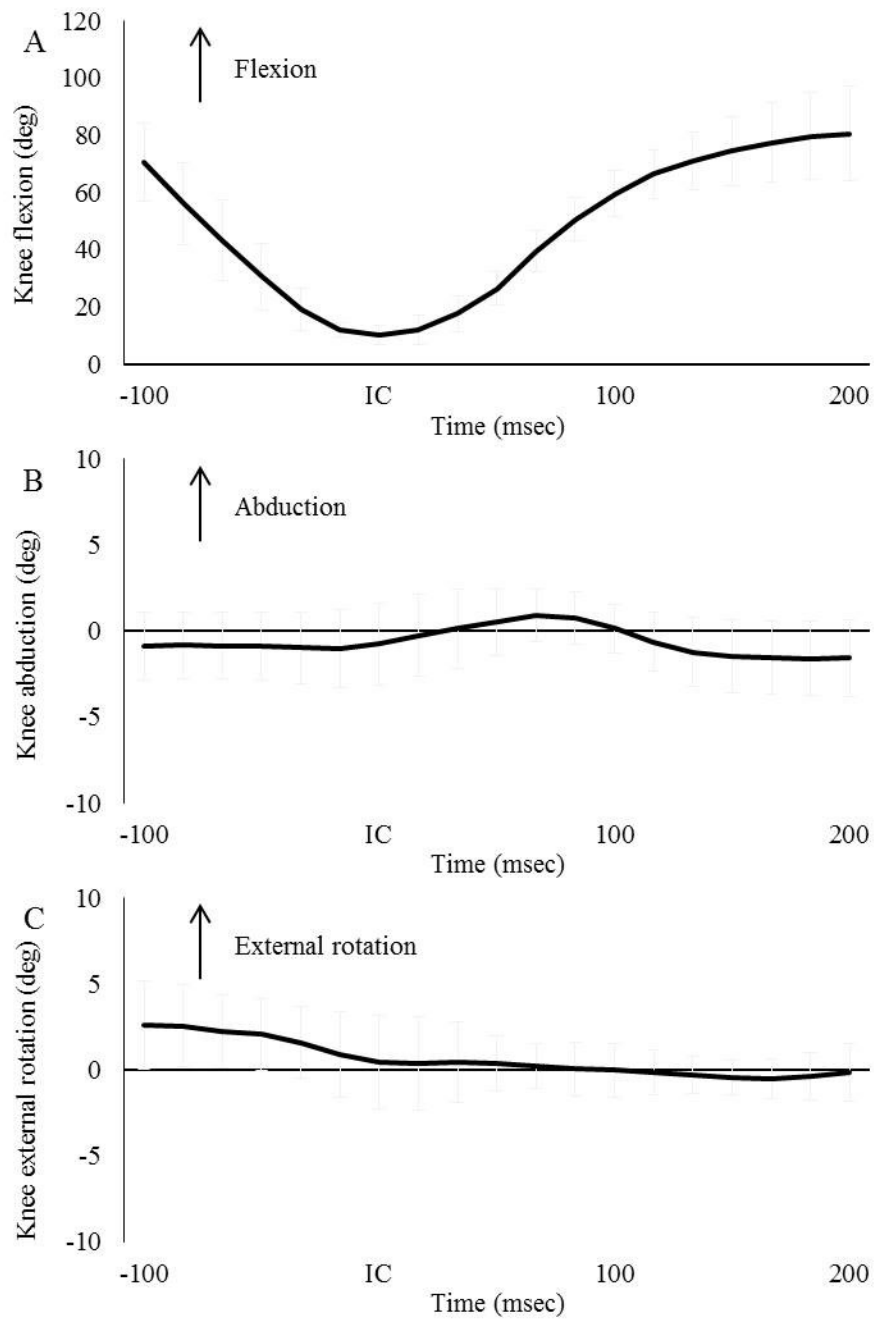 A
Flexion
Knee flexion (deg)
120
100
80
60
40
20
0
-100 IC 100 200
Time (msec)
B
Abduction
Knee abduction (deg)
10
5
0
-5
-10
-100 IC 100 200
Time (msec)
C
External rotation
Knee external rotation (deg)
10
5
0
-5
-10
-100 IC 100 200
Time (msec)